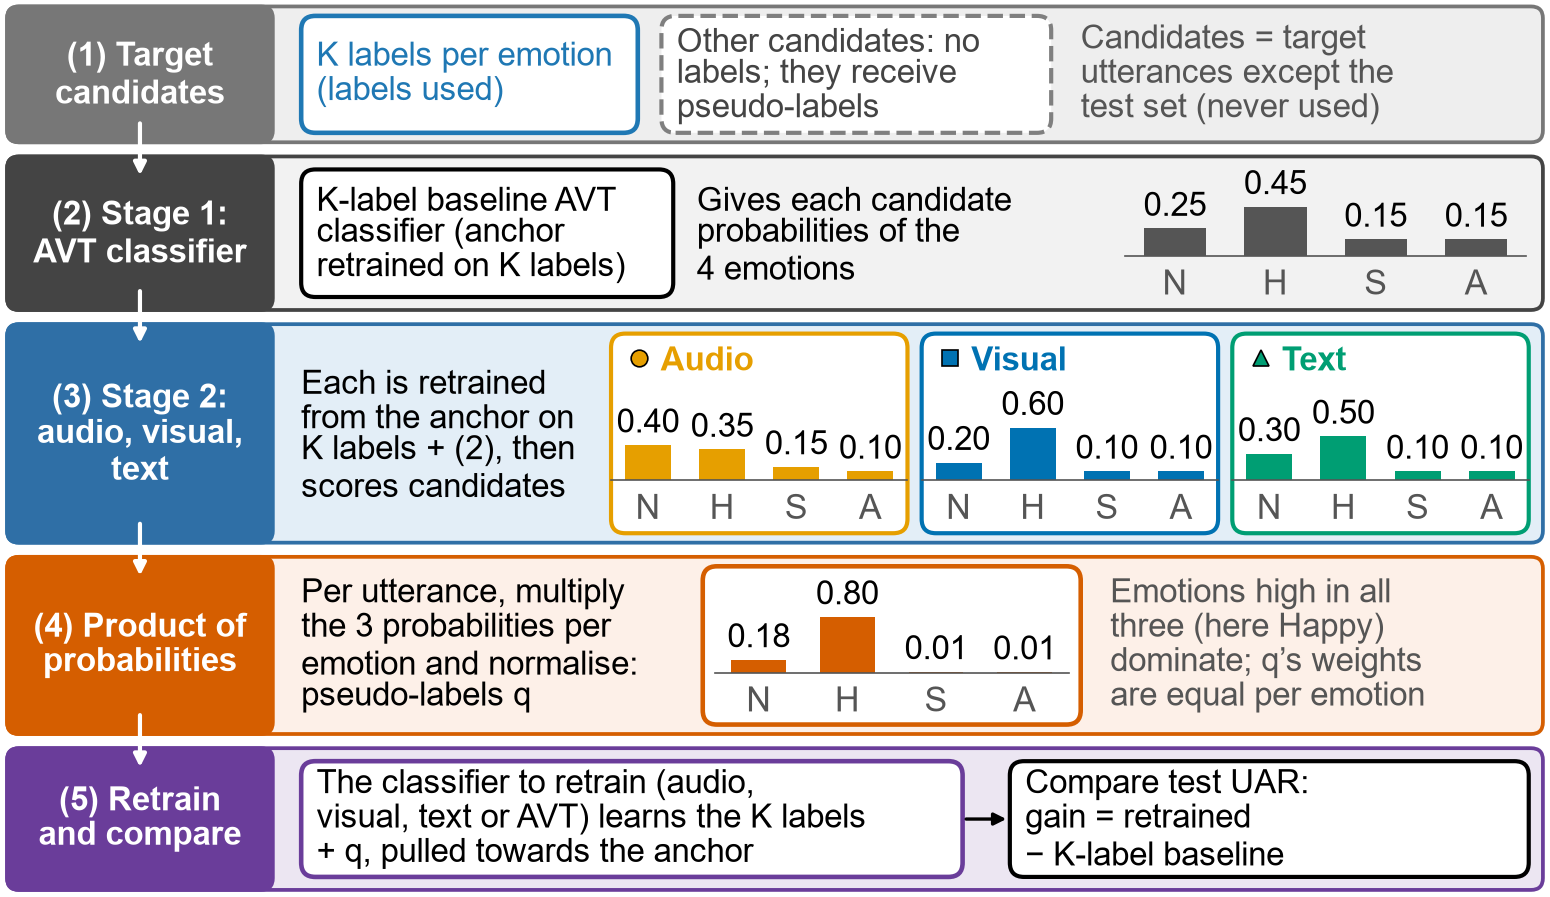 (1) Target
candidates
K labels per emotion
(labels used)
Other candidates: no
labels; they receive
pseudo-labels
Candidates = target
utterances except the
test set (never used)
(2) Stage 1:
AVT classifier
K-label baseline AVT
classifier (anchor
retrained on K labels)
Gives each candidate
probabilities of the
4 emotions
0.25 0.45 0.15 0.15
N H S A
(3) Stage 2:
audio, visual,
text
Each is retrained
from the anchor on
K labels + (2), then
scores candidates
Audio
0.40 0.35 0.15 0.10
N H S A
Visual
0.20 0.60 0.10 0.10
N H S A
Text
0.30 0.50 0.10 0.10
N H S A
(4) Product of
probabilities
Per utterance, multiply
the 3 probabilities per
emotion and normalise:
pseudo-labels q
0.18 0.80 0.01 0.01
N H S A
Emotions high in all
three (here Happy)
dominate; q's weights
are equal per emotion
(5) Retrain
and compare
The classifier to retrain (audio,
visual, text or AVT) learns the K labels
+ q, pulled towards the anchor
Compare test UAR:
gain = retrained
− K-label baseline